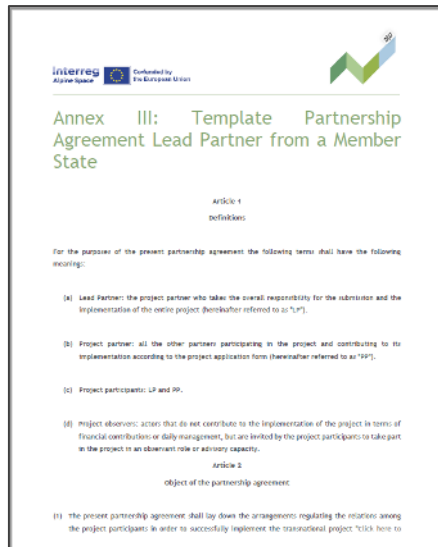 Interreg
Co-funded by
Alpine Space
the European Union
Annex III: Template Partnership
Agreement Lead Partner from a Member
State
Article 1
Definitions
For the purposes of the present partnership agreement the following terms shall have the following
meanings:
(a) Lead Partner: the project partner who takes the overall responsibility for the submission and the
implementation of the entire project (hereinafter referred to as "LP").
(b) Project partner: all the other partners participating in the project and contributing to its
implementation according to the project application form (hereinafter referred to as "PP").
(c) Project participants: LP and PP.
(d) Project observers: actors that do not contribute to the implementation of the project in terms of
financial contributions or daily management, but are invited by the project participants to take part
in the project in an observant role or advisory capacity.
Article 2
Object of the partnership agreement
(1) The present partnership agreement shall lay down the arrangements regulating the relations among
the project participants in order to successfully implement the transnational project "Click here to